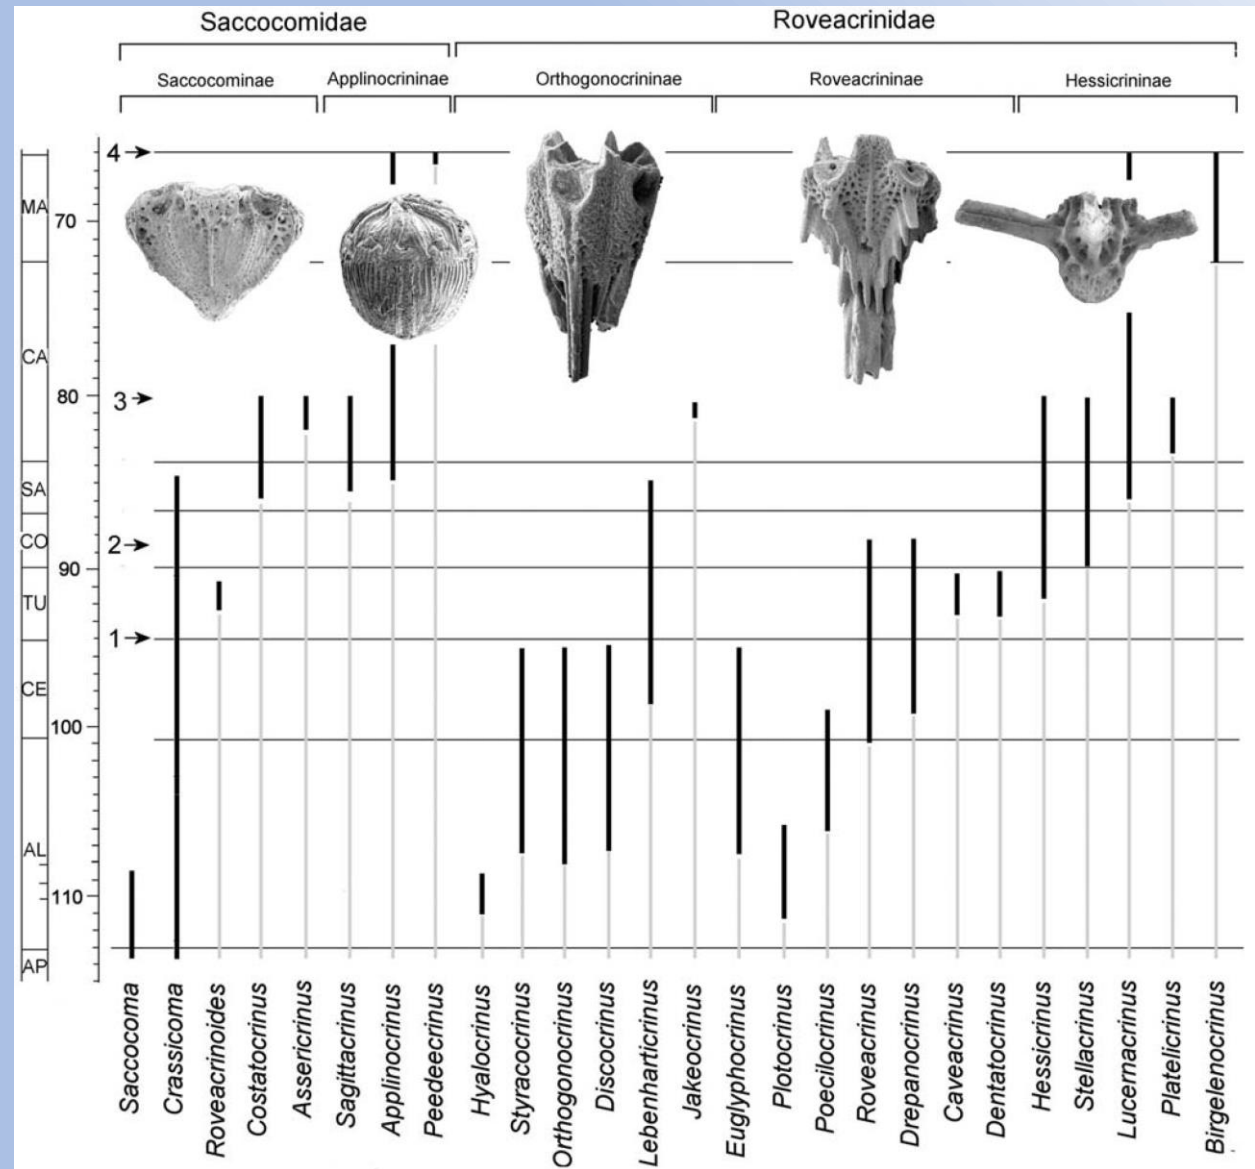 Saccocomidae
Roveacrinidae
Saccocominae
Applinocrininae
Orthogonocrininae
Roveacrininae
Hessicrininae
4
MA
70
CA
80
3
SA
CO
2
90
TU
1
CE
100
AL
110
AP
Saccocoma
Crassicoma
Roveacrinoides
Costatocrinus
Assericrinus
Sagittacrinus
Applinocrinus
Peedeecrinus
Hyalocrinus
Styracocrinus
Orthogonocrinus
Discocrinus
Lebenharticrinus
Jakeocrinus
Euglyphocrinus
Plotocrinus
Poecilocrinus
Roveacrinus
Drepanocrinus
Caveacrinus
Dentatocrinus
Hessicrinus
Stellacrinus
Lucernacrinus
Platelicrinus
Birgelenocrinus